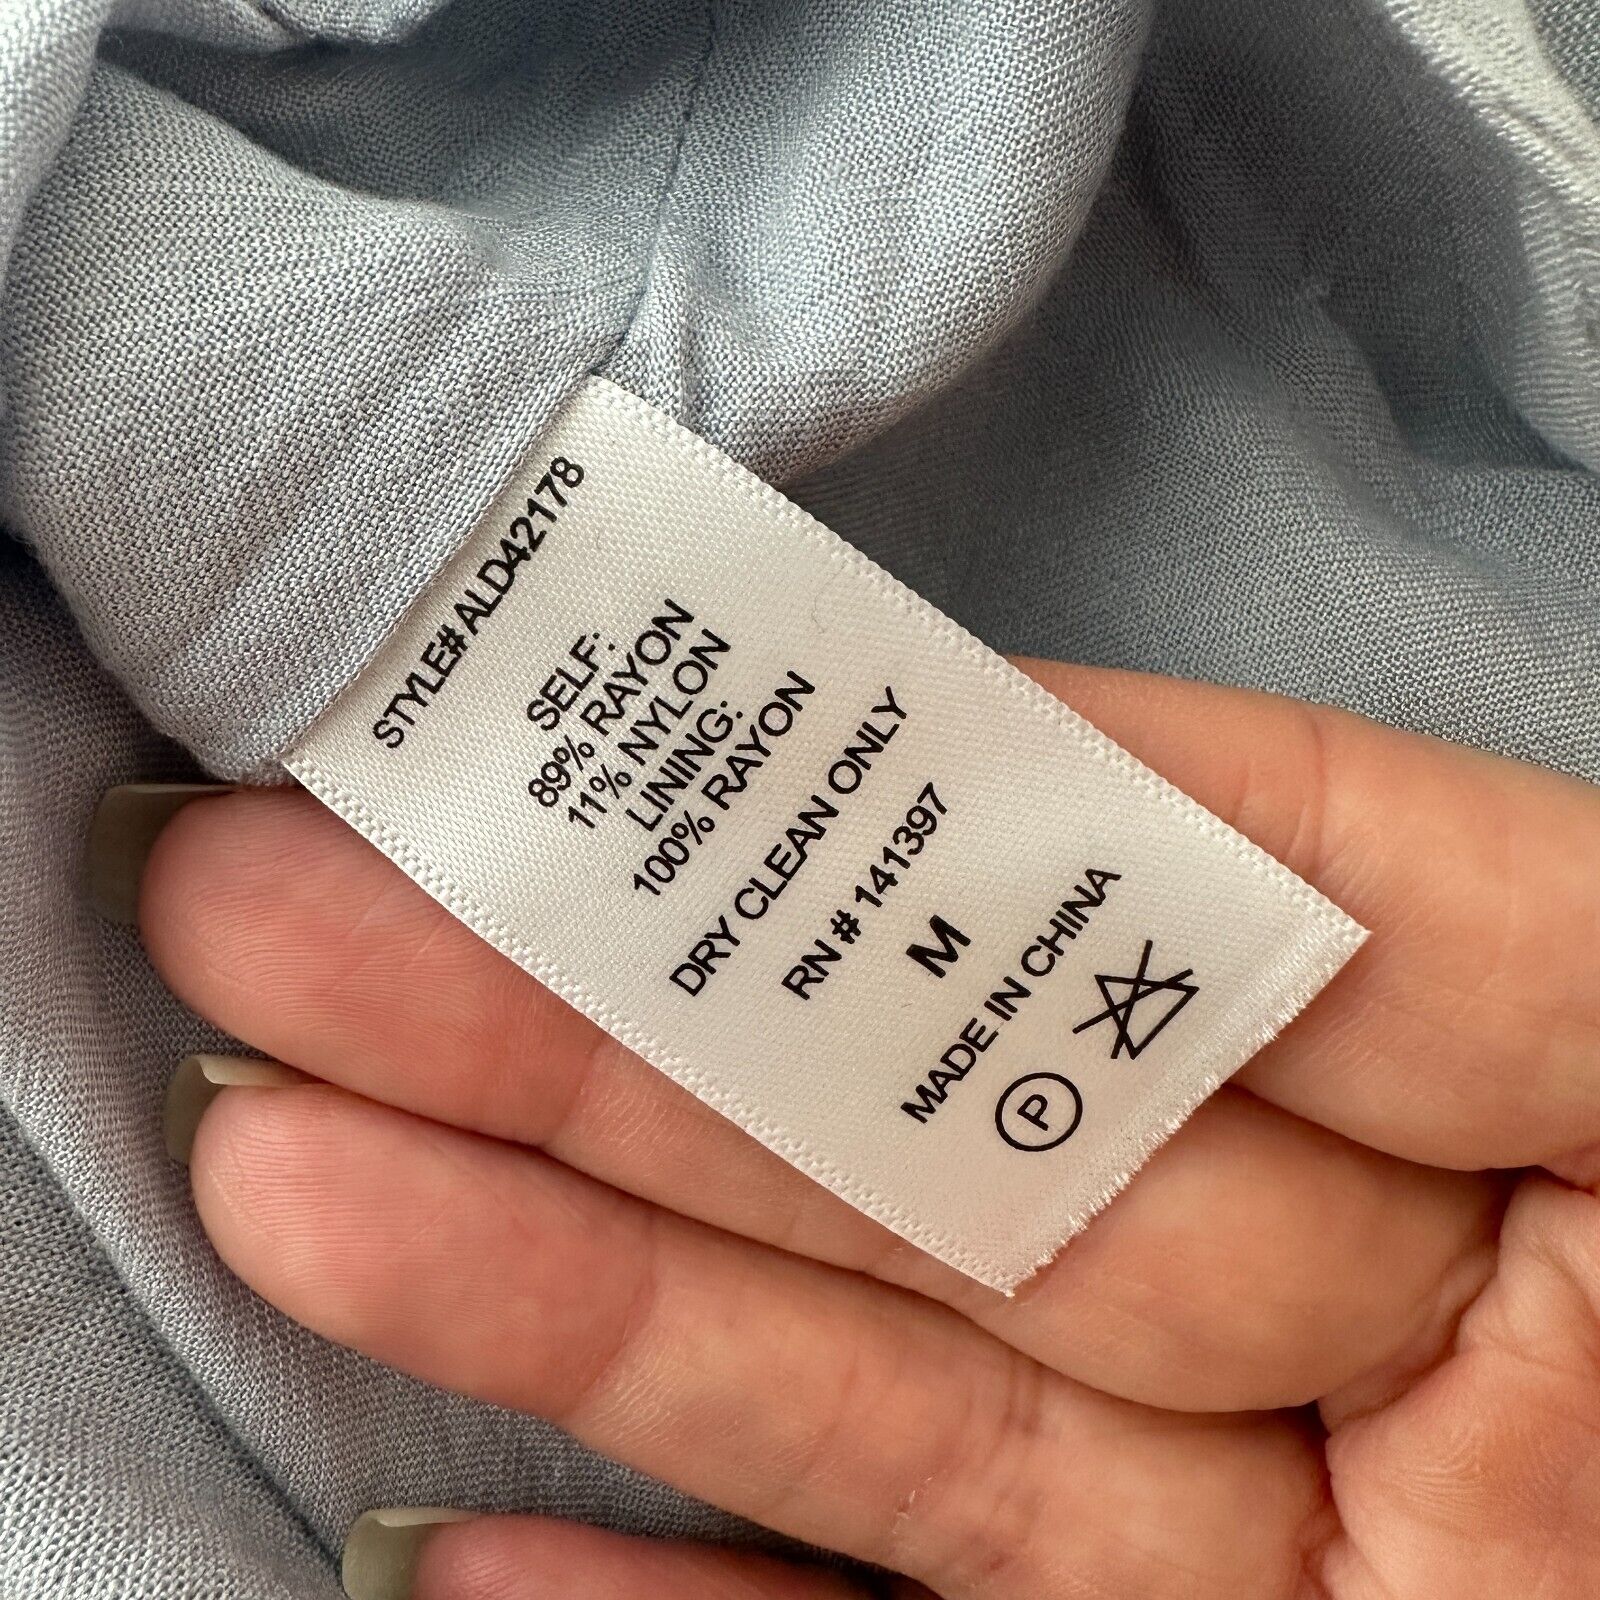 STYLE# ALD42178
SELF:
89% RAYON
11% NYLON
LINING:
100% RAYON
DRY CLEAN ONLY
RN # 141397
M
MADE IN CHINA
P